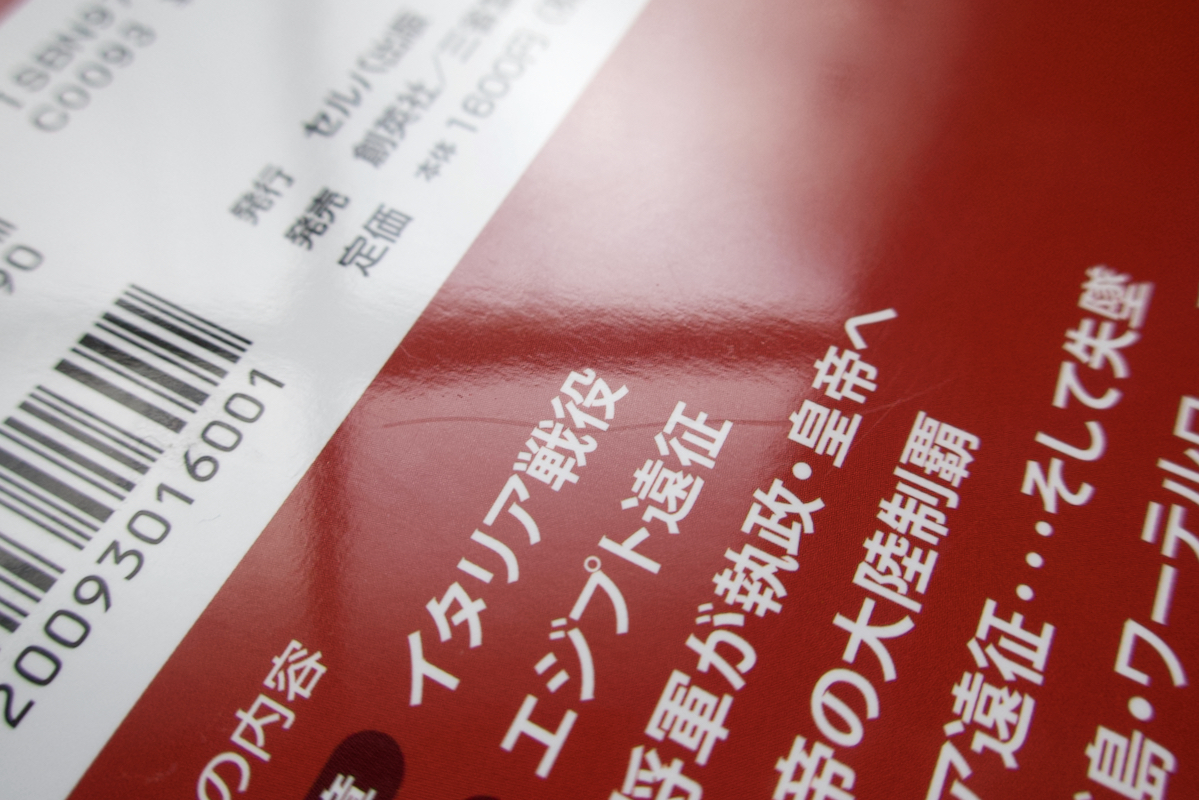 ISBN97
C0093
90
2009301016001
発行 セルバ出版
発売 創英社／三省堂
定価 本体1600円
の内容
章
イタリア戦役
エジプト遠征
将軍が執政・皇帝へ
帝の大陸制覇
ア遠征・・・そして失墜
島・ワーテルロ